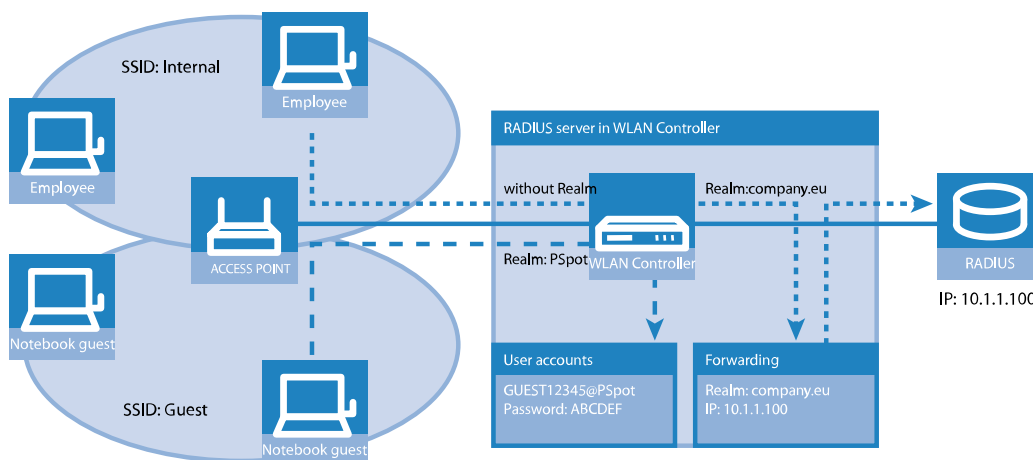 SSID: Internal
Employee
Employee
ACCESS POINT
Notebook guest
SSID: Guest
Notebook guest
RADIUS server in WLAN Controller
without Realm
Realm:company.eu
Realm: PSpot
WLAN Controller
User accounts
GUEST12345@PSpot
Password: ABCDEF
Forwarding
Realm: company.eu
IP: 10.1.1.100
RADIUS
IP: 10.1.1.100